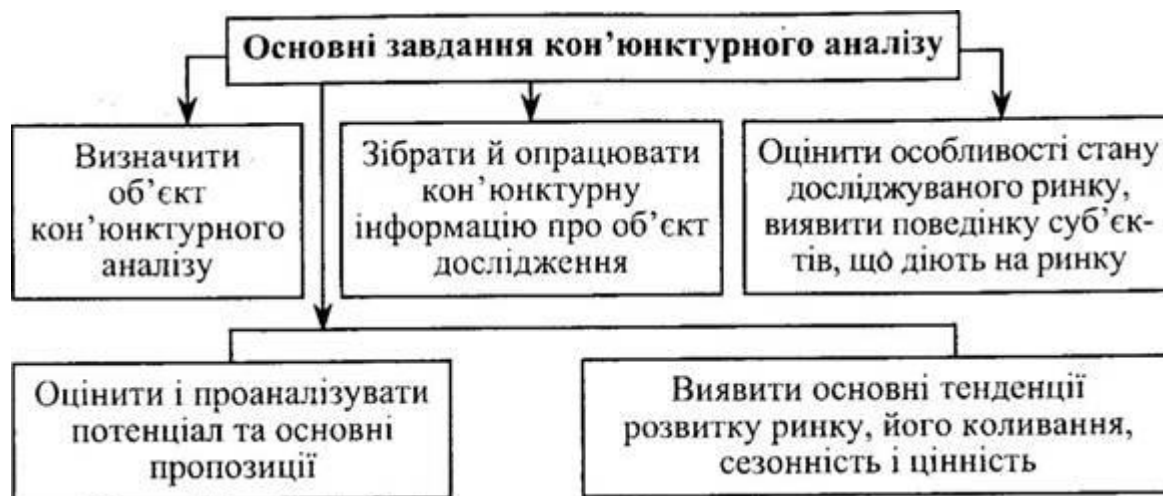 Основні завдання кон’юнктурного аналізу
Визначити
об’єкт
кон’юнктурного
аналізу
Зібрати й опрацювати
кон’юнктурну
інформацію про об’єкт
дослідження
Оцінити особливості стану
досліджуваного ринку,
виявити поведінку суб’єк-
тів, що діють на ринку
Оцінити і проаналізувати
потенціал та основні
пропозиції
Виявити основні тенденції
розвитку ринку, його коливання,
сезонність і цінність